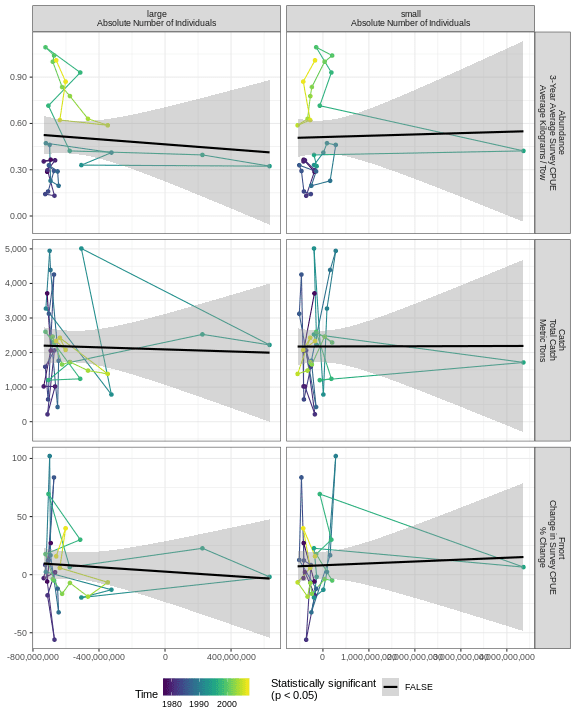 large
Absolute Number of Individuals
small
Absolute Number of Individuals
0.90
0.60
0.30
0.00
Abundance
3-Year Average Survey CPUE
Average Kilograms / Tow
5,000
4,000
3,000
2,000
1,000
0
Catch
Total Catch
Metric Tons
100
50
0
-50
Fmort
Change in Survey CPUE
% Change
-800,000,000
-400,000,000
0
400,000,000
0
1,000,000,000
2,000,000,000
3,000,000,000
4,000,000,000
Time
1980 1990 2000
Statistically significant
(p < 0.05)
FALSE